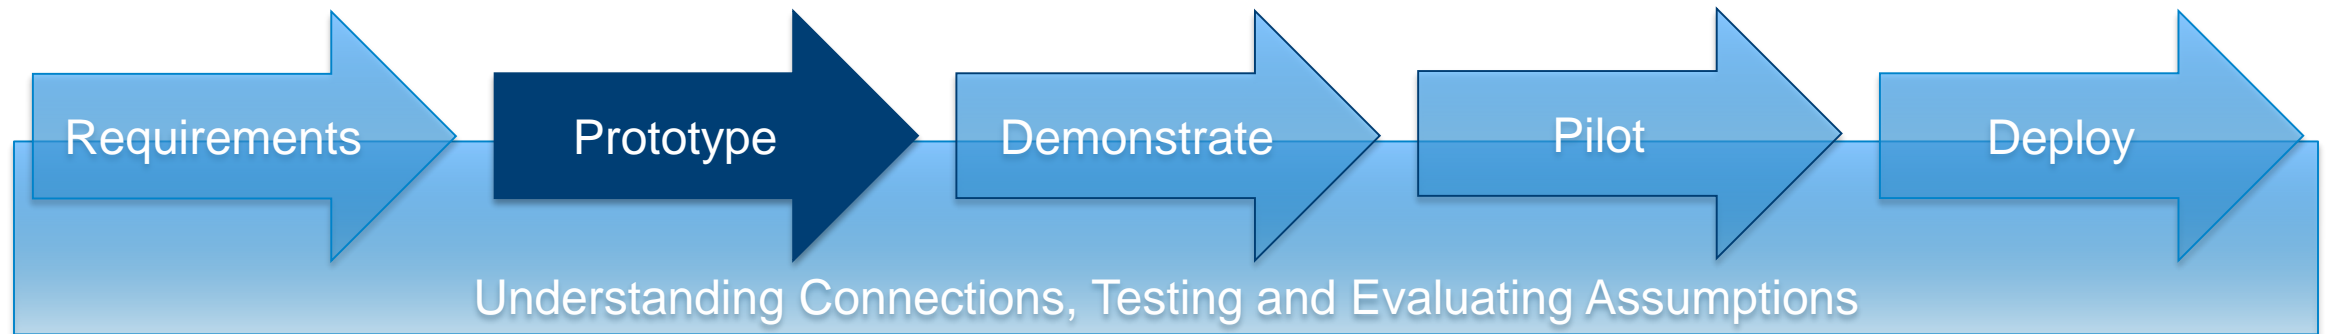 Requirements
Prototype
Demonstrate
Pilot
Deploy
Understanding Connections, Testing and Evaluating Assumptions